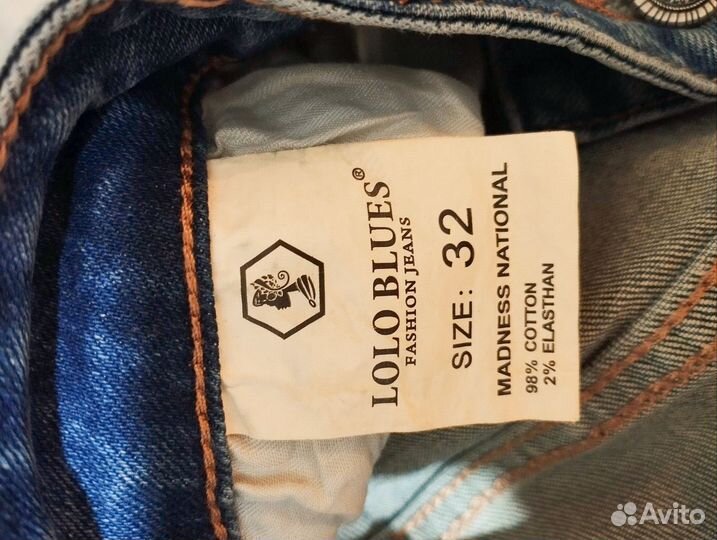 LOLO BLUES®
FASHION JEANS
SIZE: 32
MADNESS NATIONAL
98% COTTON
2% ELASTHAN
Avito